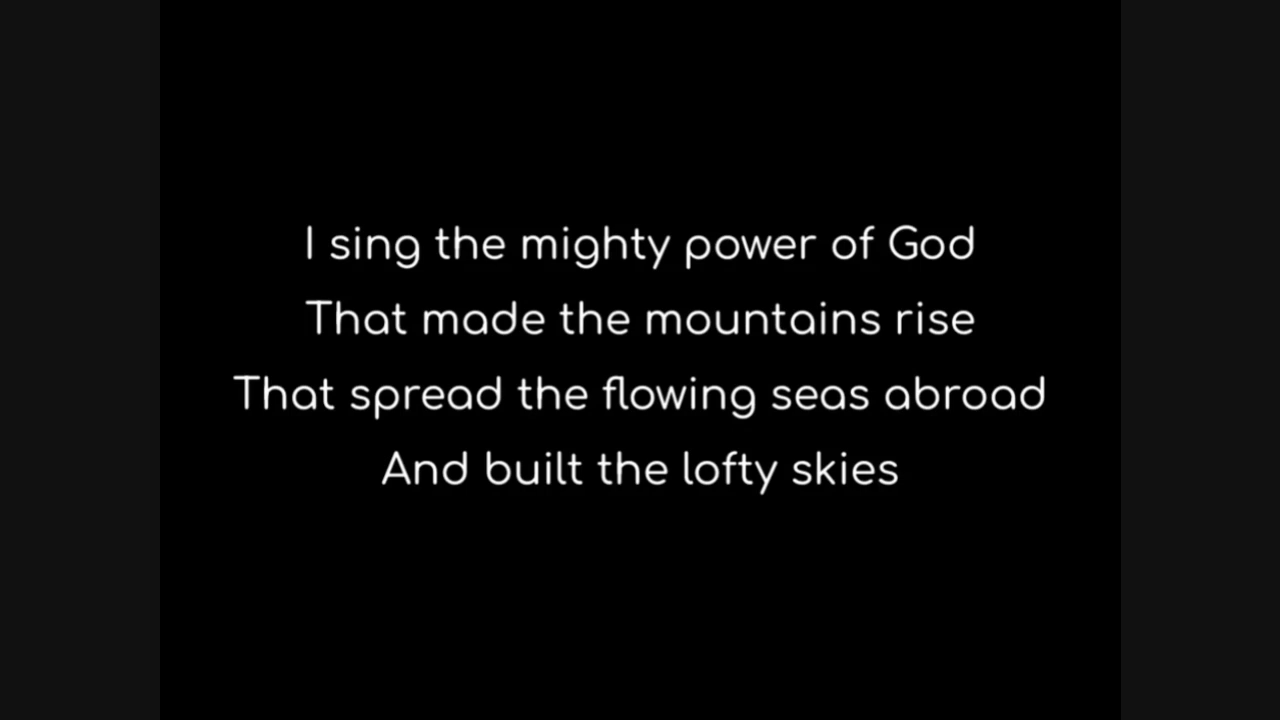 I sing the mighty power of God
That made the mountains rise
That spread the flowing seas abroad
And built the lofty skies